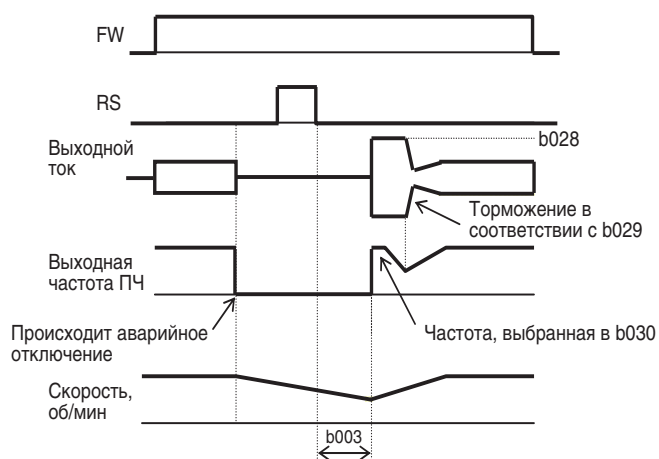 FW
RS
Выходной
ток
b028
Торможение в
соответствии с b029
Выходная
частота ПЧ
Происходит аварийное
отключение
Частота, выбранная в b030
Скорость,
об/мин
b003